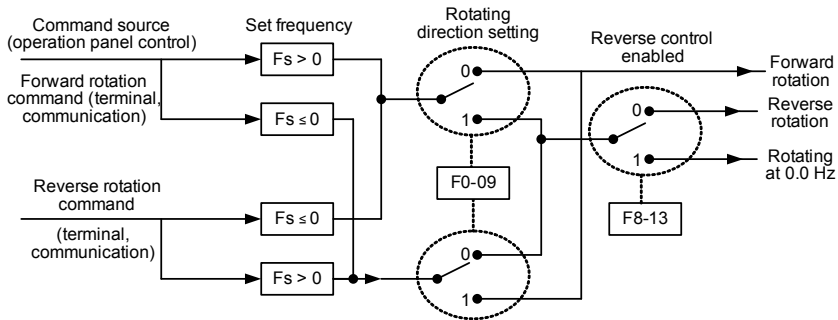 Command source
(operation panel control)
Set frequency
Rotating
direction setting
Reverse control
enabled
Fs > 0
0
Forward
rotation
Forward rotation
command (terminal,
communication)
Fs ≤ 0
1
0
Reverse
rotation
1
Rotating
at 0.0 Hz
F0-09
F8-13
Reverse rotation
command
(terminal,
communication)
Fs ≤ 0
0
Fs > 0
1